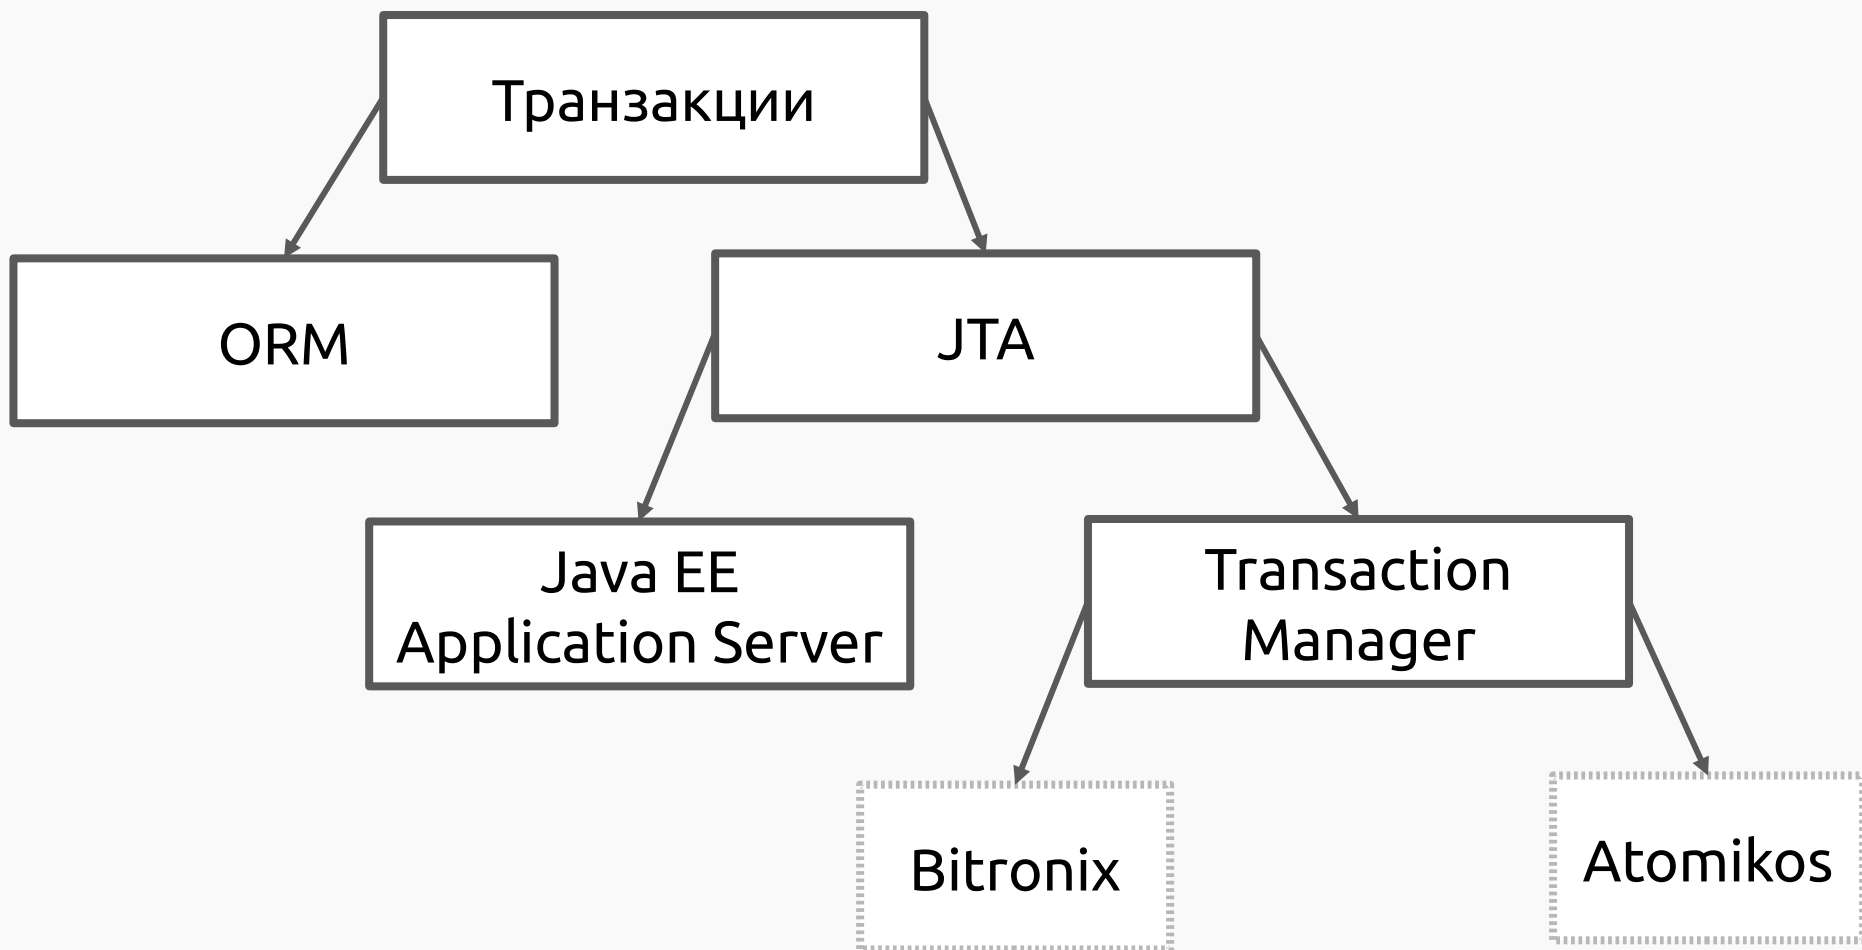 Транзакции
ORM
JTA
Java EE
Application Server
Transaction
Manager
Bitronix
Atomikos